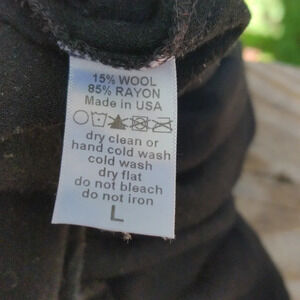 15% WOOL
85% RAYON
Made in USA
dry clean or
hand cold wash
cold wash
dry flat
do not bleach
do not iron
L